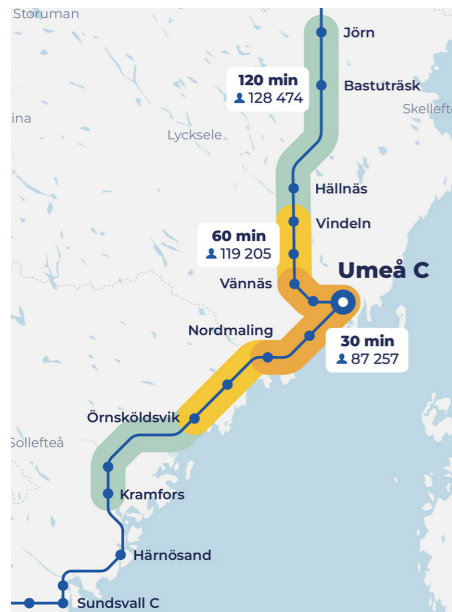 Storuman
Jörn
120 min
128 474
Bastuträsk
Skelleft
ina
Lycksele
Hällnäs
Vindeln
60 min
119 205
Vännäs
Umeå C
Nordmaling
30 min
87 257
Örnsköldsvik
Sollefteå
Kramfors
Härnösand
Sundsvall C